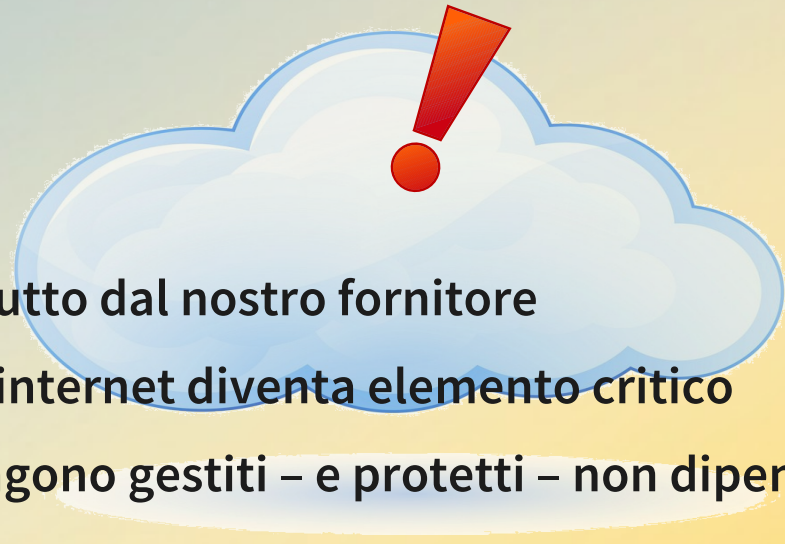 utto dal nostro fornitore
internet diventa elemento critico
gono gestiti – e protetti – non dipen